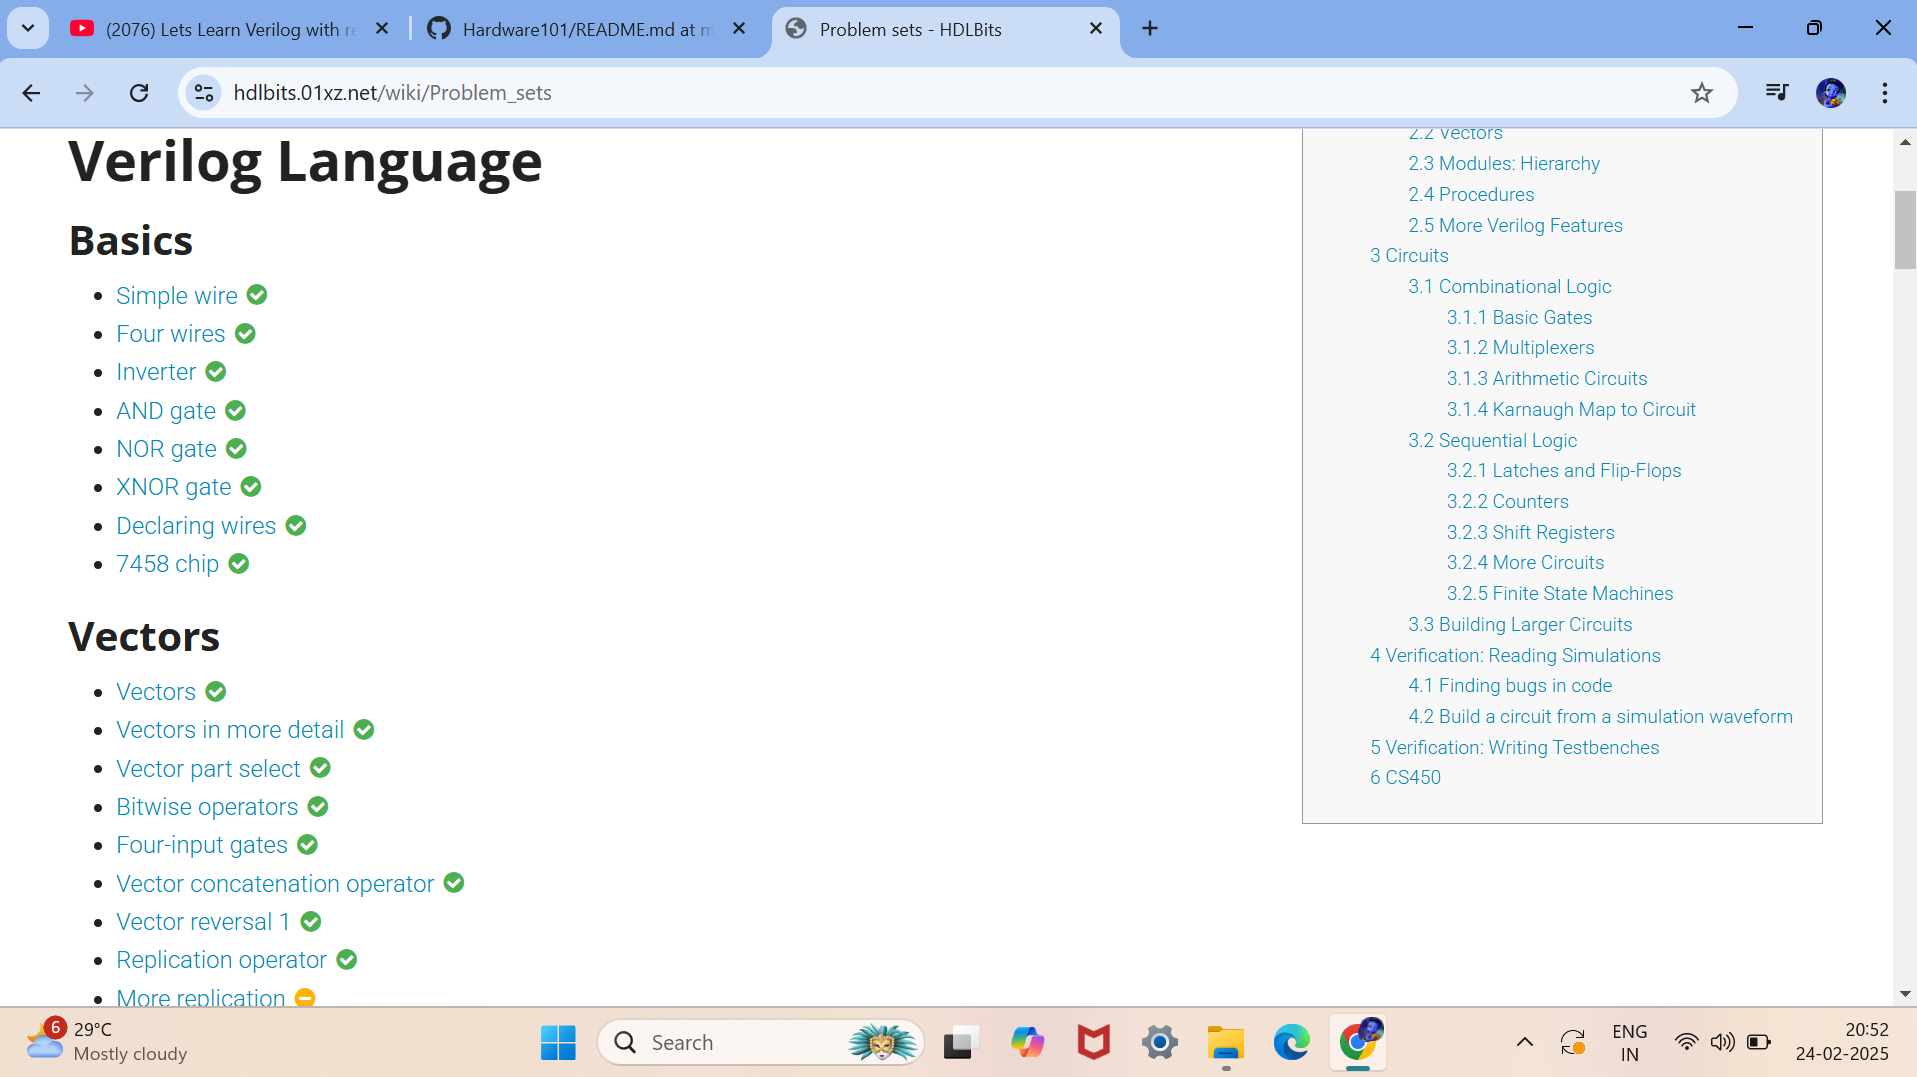 (2076) Lets Learn Verilog with re
Hardware101/README.md at m
Problem sets - HDLBits
hdlbits.01xz.net/wiki/Problem_sets
Verilog Language
Basics
Simple wire
Four wires
Inverter
AND gate
NOR gate
XNOR gate
Declaring wires
7458 chip
Vectors
Vectors
Vectors in more detail
Vector part select
Bitwise operators
Four-input gates
Vector concatenation operator
Vector reversal 1
Replication operator
More replication
2.2 Vectors
2.3 Modules: Hierarchy
2.4 Procedures
2.5 More Verilog Features
3 Circuits
3.1 Combinational Logic
3.1.1 Basic Gates
3.1.2 Multiplexers
3.1.3 Arithmetic Circuits
3.1.4 Karnaugh Map to Circuit
3.2 Sequential Logic
3.2.1 Latches and Flip-Flops
3.2.2 Counters
3.2.3 Shift Registers
3.2.4 More Circuits
3.2.5 Finite State Machines
3.3 Building Larger Circuits
4 Verification: Reading Simulations
4.1 Finding bugs in code
4.2 Build a circuit from a simulation waveform
5 Verification: Writing Testbenches
6 CS450
6
29°C
Mostly cloudy
Search
ENG
IN
20:52
24-02-2025